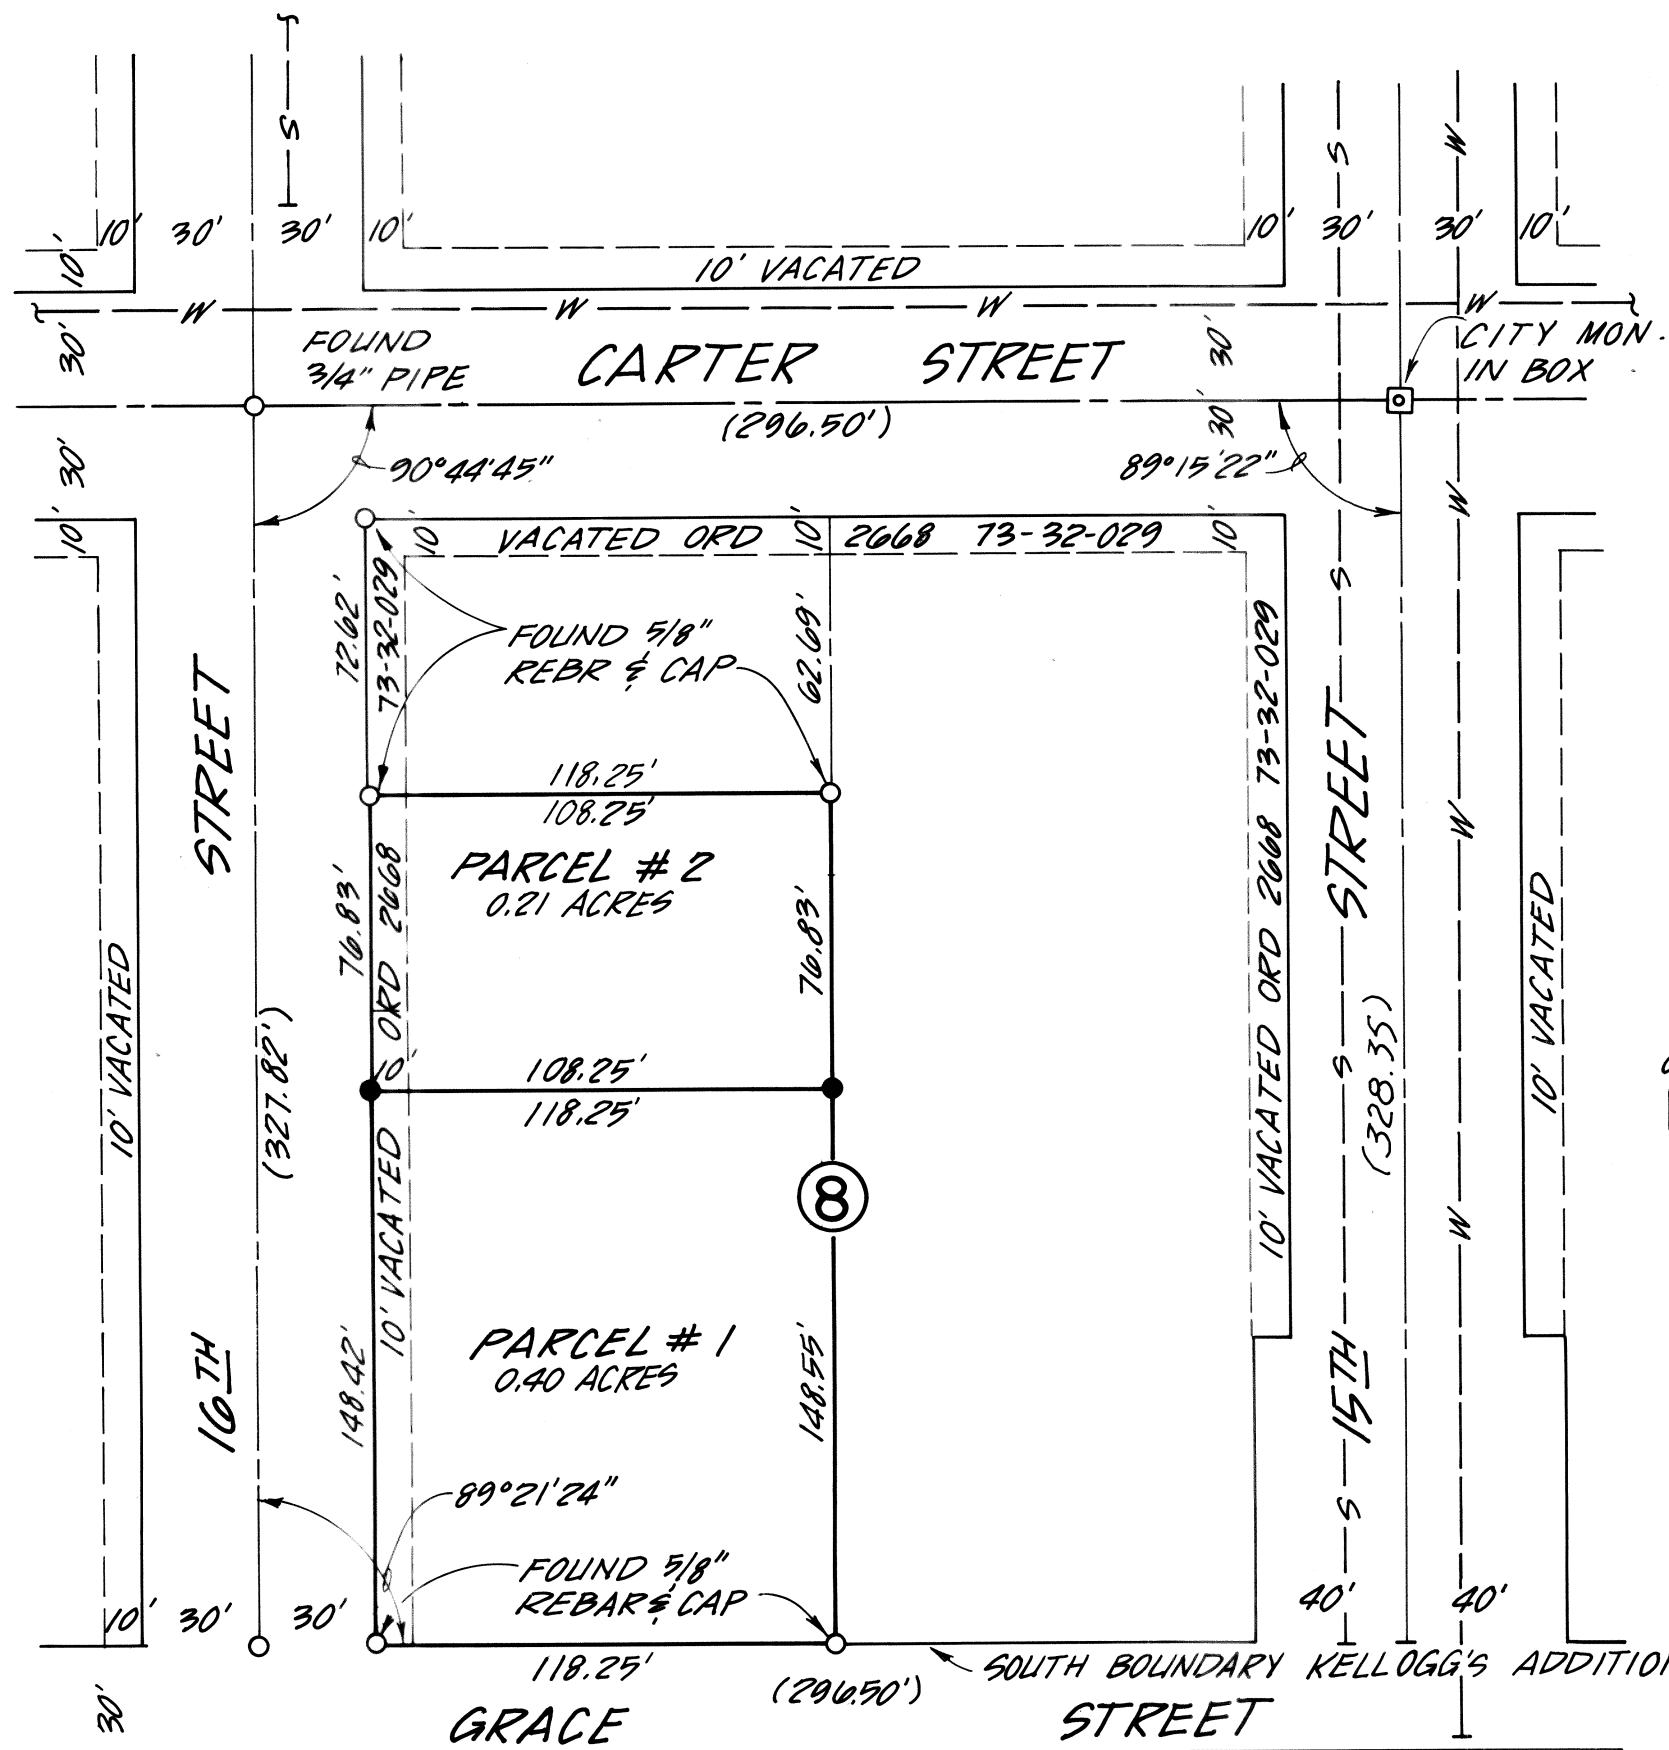 S
S
W
10' 30' 30' 10'
10' 30' 30' 10'
10'
10' VACATED
W W W W
30'
FOUND
3/4" PIPE
CARTER STREET
30'
CITY MON.
IN BOX
(296.50')
30'
30'
90°44'45"
89°15'22"
W
10'
10'
VACATED ORD
10'
2668 73-32-029
10'
S
72.62'
73-32-029
FOUND 5/8"
REBR & CAP
62.69'
73-32-029
STREET
118.25'
108.25'
STREET
W
PARCEL # 2
0.21 ACRES
76.83'
ORD 2668
76.83'
10' VACATED ORD 2668
10' VACATED
10' VACATED
(327.82')
(328.35')
S
10'
108.25'
118.25'
10' VACATED
8
W
PARCEL # 1
0.40 ACRES
148.42'
148.55'
16TH
15TH
89°21'24"
S
FOUND 5/8"
REBAR & CAP
10' 30' 30'
40' 40'
118.25'
(296.50')
SOUTH BOUNDARY KELLOGG'S ADDITION
30'
GRACE STREET